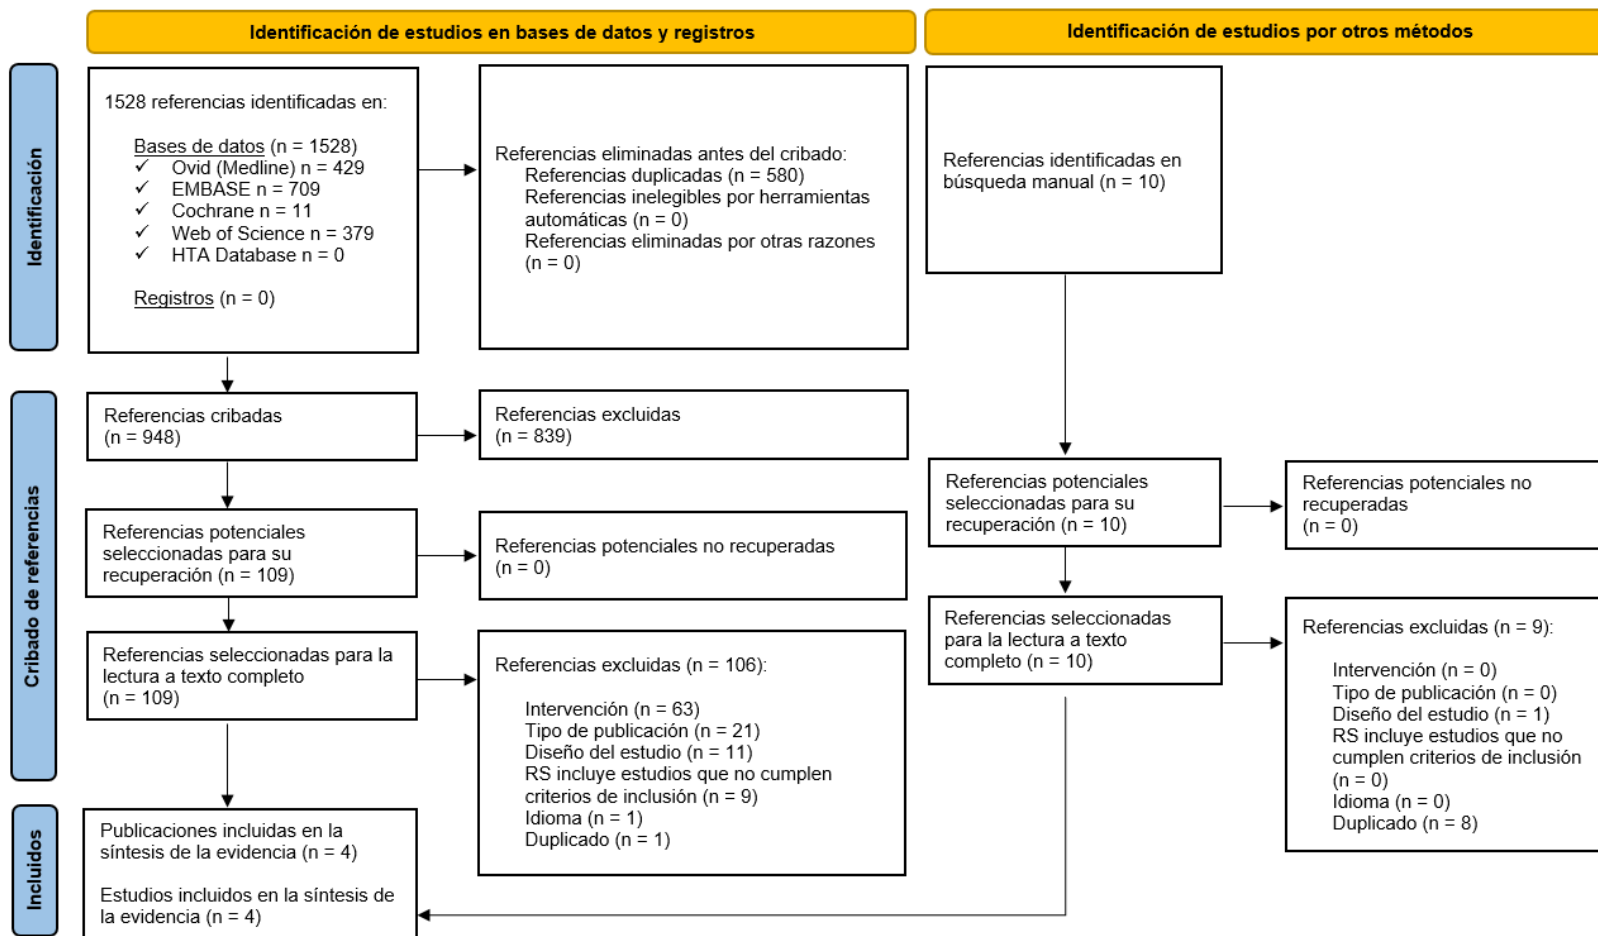 Identificación de estudios en bases de datos y registros
Identificación de estudios por otros métodos
Identificación
1528 referencias identificadas en:
Bases de datos (n = 1528)
✓ Ovid (Medline) n = 429
✓ EMBASE n = 709
✓ Cochrane n = 11
✓ Web of Science n = 379
✓ HTA Database n = 0
Registros (n = 0)
Referencias eliminadas antes del cribado:
Referencias duplicadas (n = 580)
Referencias inelegibles por herramientas
automáticas (n = 0)
Referencias eliminadas por otras razones
(n = 0)
Referencias identificadas en
búsqueda manual (n = 10)
Cribado de referencias
Referencias cribadas
(n = 948)
Referencias excluidas
(n = 839)
Referencias potenciales
seleccionadas para su
recuperación (n = 109)
Referencias potenciales no recuperadas
(n = 0)
Referencias potenciales
seleccionadas para su
recuperación (n = 10)
Referencias potenciales no
recuperadas
(n = 0)
Referencias seleccionadas para la
lectura a texto completo
(n = 109)
Referencias excluidas (n = 106):
Intervención (n = 63)
Tipo de publicación (n = 21)
Diseño del estudio (n = 11)
RS incluye estudios que no cumplen
criterios de inclusión (n = 9)
Idioma (n = 1)
Duplicado (n = 1)
Referencias seleccionadas
para la lectura a texto
completo (n = 10)
Referencias excluidas (n = 9):
Intervención (n = 0)
Tipo de publicación (n = 0)
Diseño del estudio (n = 1)
RS incluye estudios que no
cumplen criterios de inclusión
(n = 0)
Idioma (n = 0)
Duplicado (n = 8)
Incluidos
Publicaciones incluidas en la
síntesis de la evidencia (n = 4)
Estudios incluidos en la síntesis de
la evidencia (n = 4)